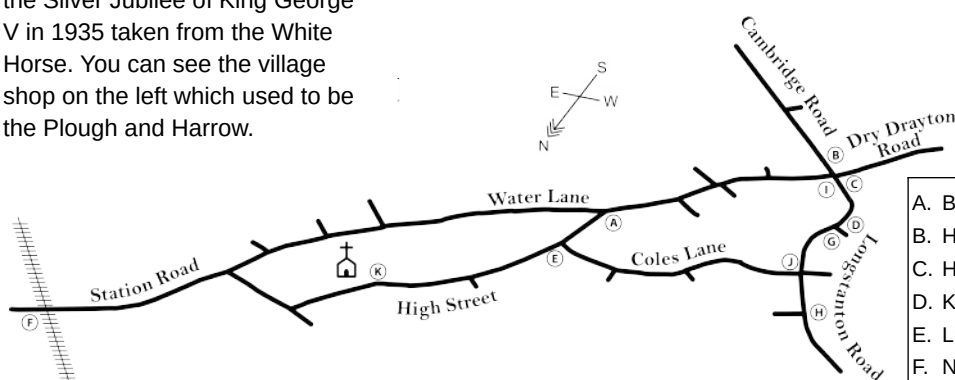 the Silver Jubilee of King George
V in 1935 taken from the White
Horse. You can see the village
shop on the left which used to be
the Plough and Harrow.
S
E
W
N
Cambridge Road
Dry Drayton
Road
B
I
C
Water Lane
A
D
G
Longstanton Road
E
Coles Lane
J
K
Station Road
High Street
H
F
A. B
B. H
C. H
D. K
E. L
F. N